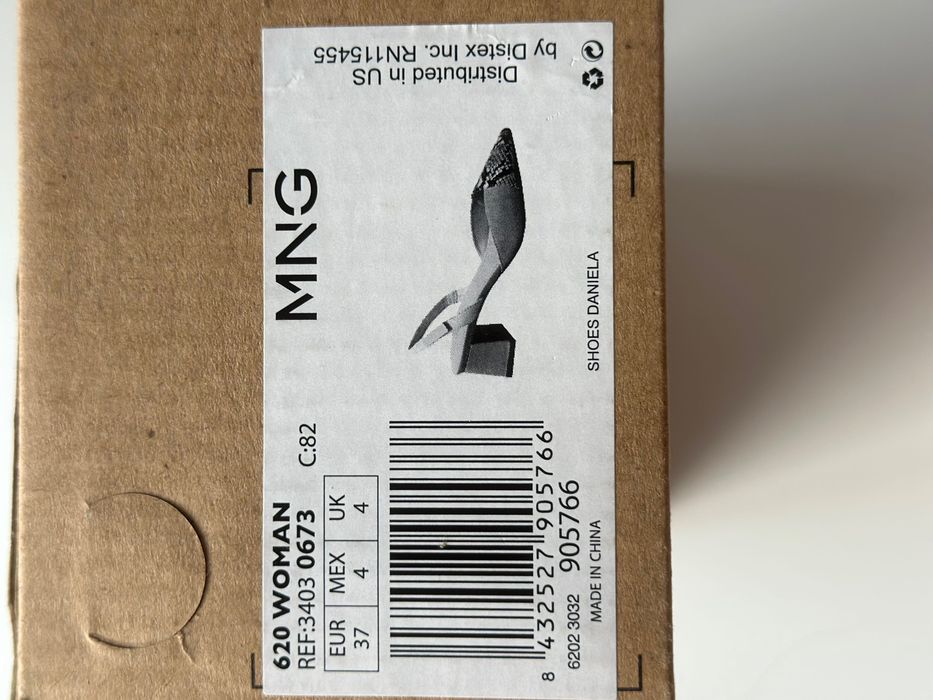 620 WOMAN
REF:3403 0673 C:82
EUR MEX UK
37 4 4
8 432527 905766
6202 3032 905766
MADE IN CHINA
MNG
SHOES DANIELA
Distributed in US
by Distex Inc. RN115455